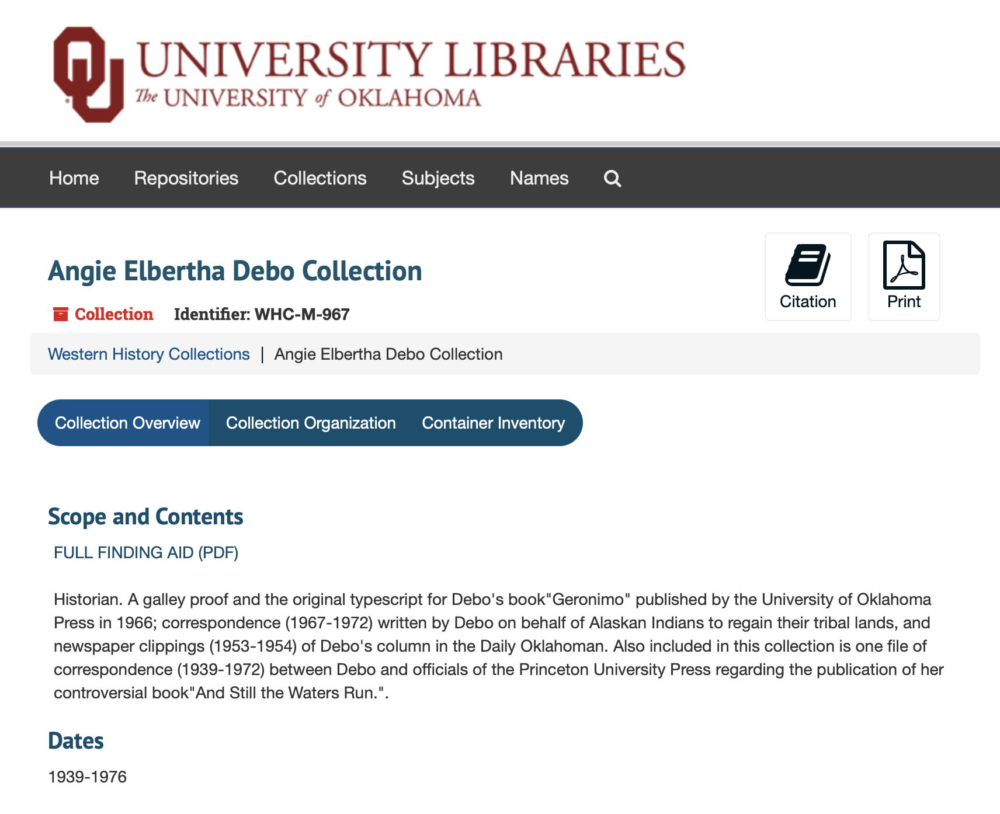 OU UNIVERSITY LIBRARIES
The UNIVERSITY of OKLAHOMA
Home Repositories Collections Subjects Names
Angie Elbertha Debo Collection
Citation Print
Collection Identifier: WHC-M-967
Western History Collections | Angie Elbertha Debo Collection
Collection Overview Collection Organization Container Inventory
Scope and Contents
FULL FINDING AID (PDF)
Historian. A galley proof and the original typescript for Debo's book"Geronimo" published by the University of Oklahoma
Press in 1966; correspondence (1967-1972) written by Debo on behalf of Alaskan Indians to regain their tribal lands, and
newspaper clippings (1953-1954) of Debo's column in the Daily Oklahoman. Also included in this collection is one file of
correspondence (1939-1972) between Debo and officials of the Princeton University Press regarding the publication of her
controversial book"And Still the Waters Run.".
Dates
1939-1976